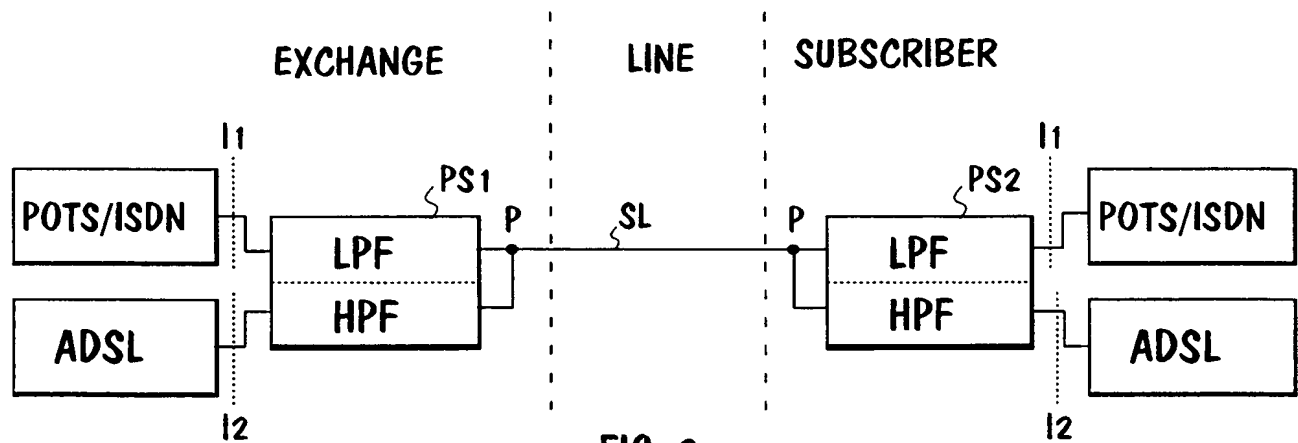 EXCHANGE
LINE
SUBSCRIBER
I1
I1
PS1
PS2
POTS/ISDN
P
SL
P
POTS/ISDN
LPF
LPF
HPF
HPF
ADSL
ADSL
I2
I2